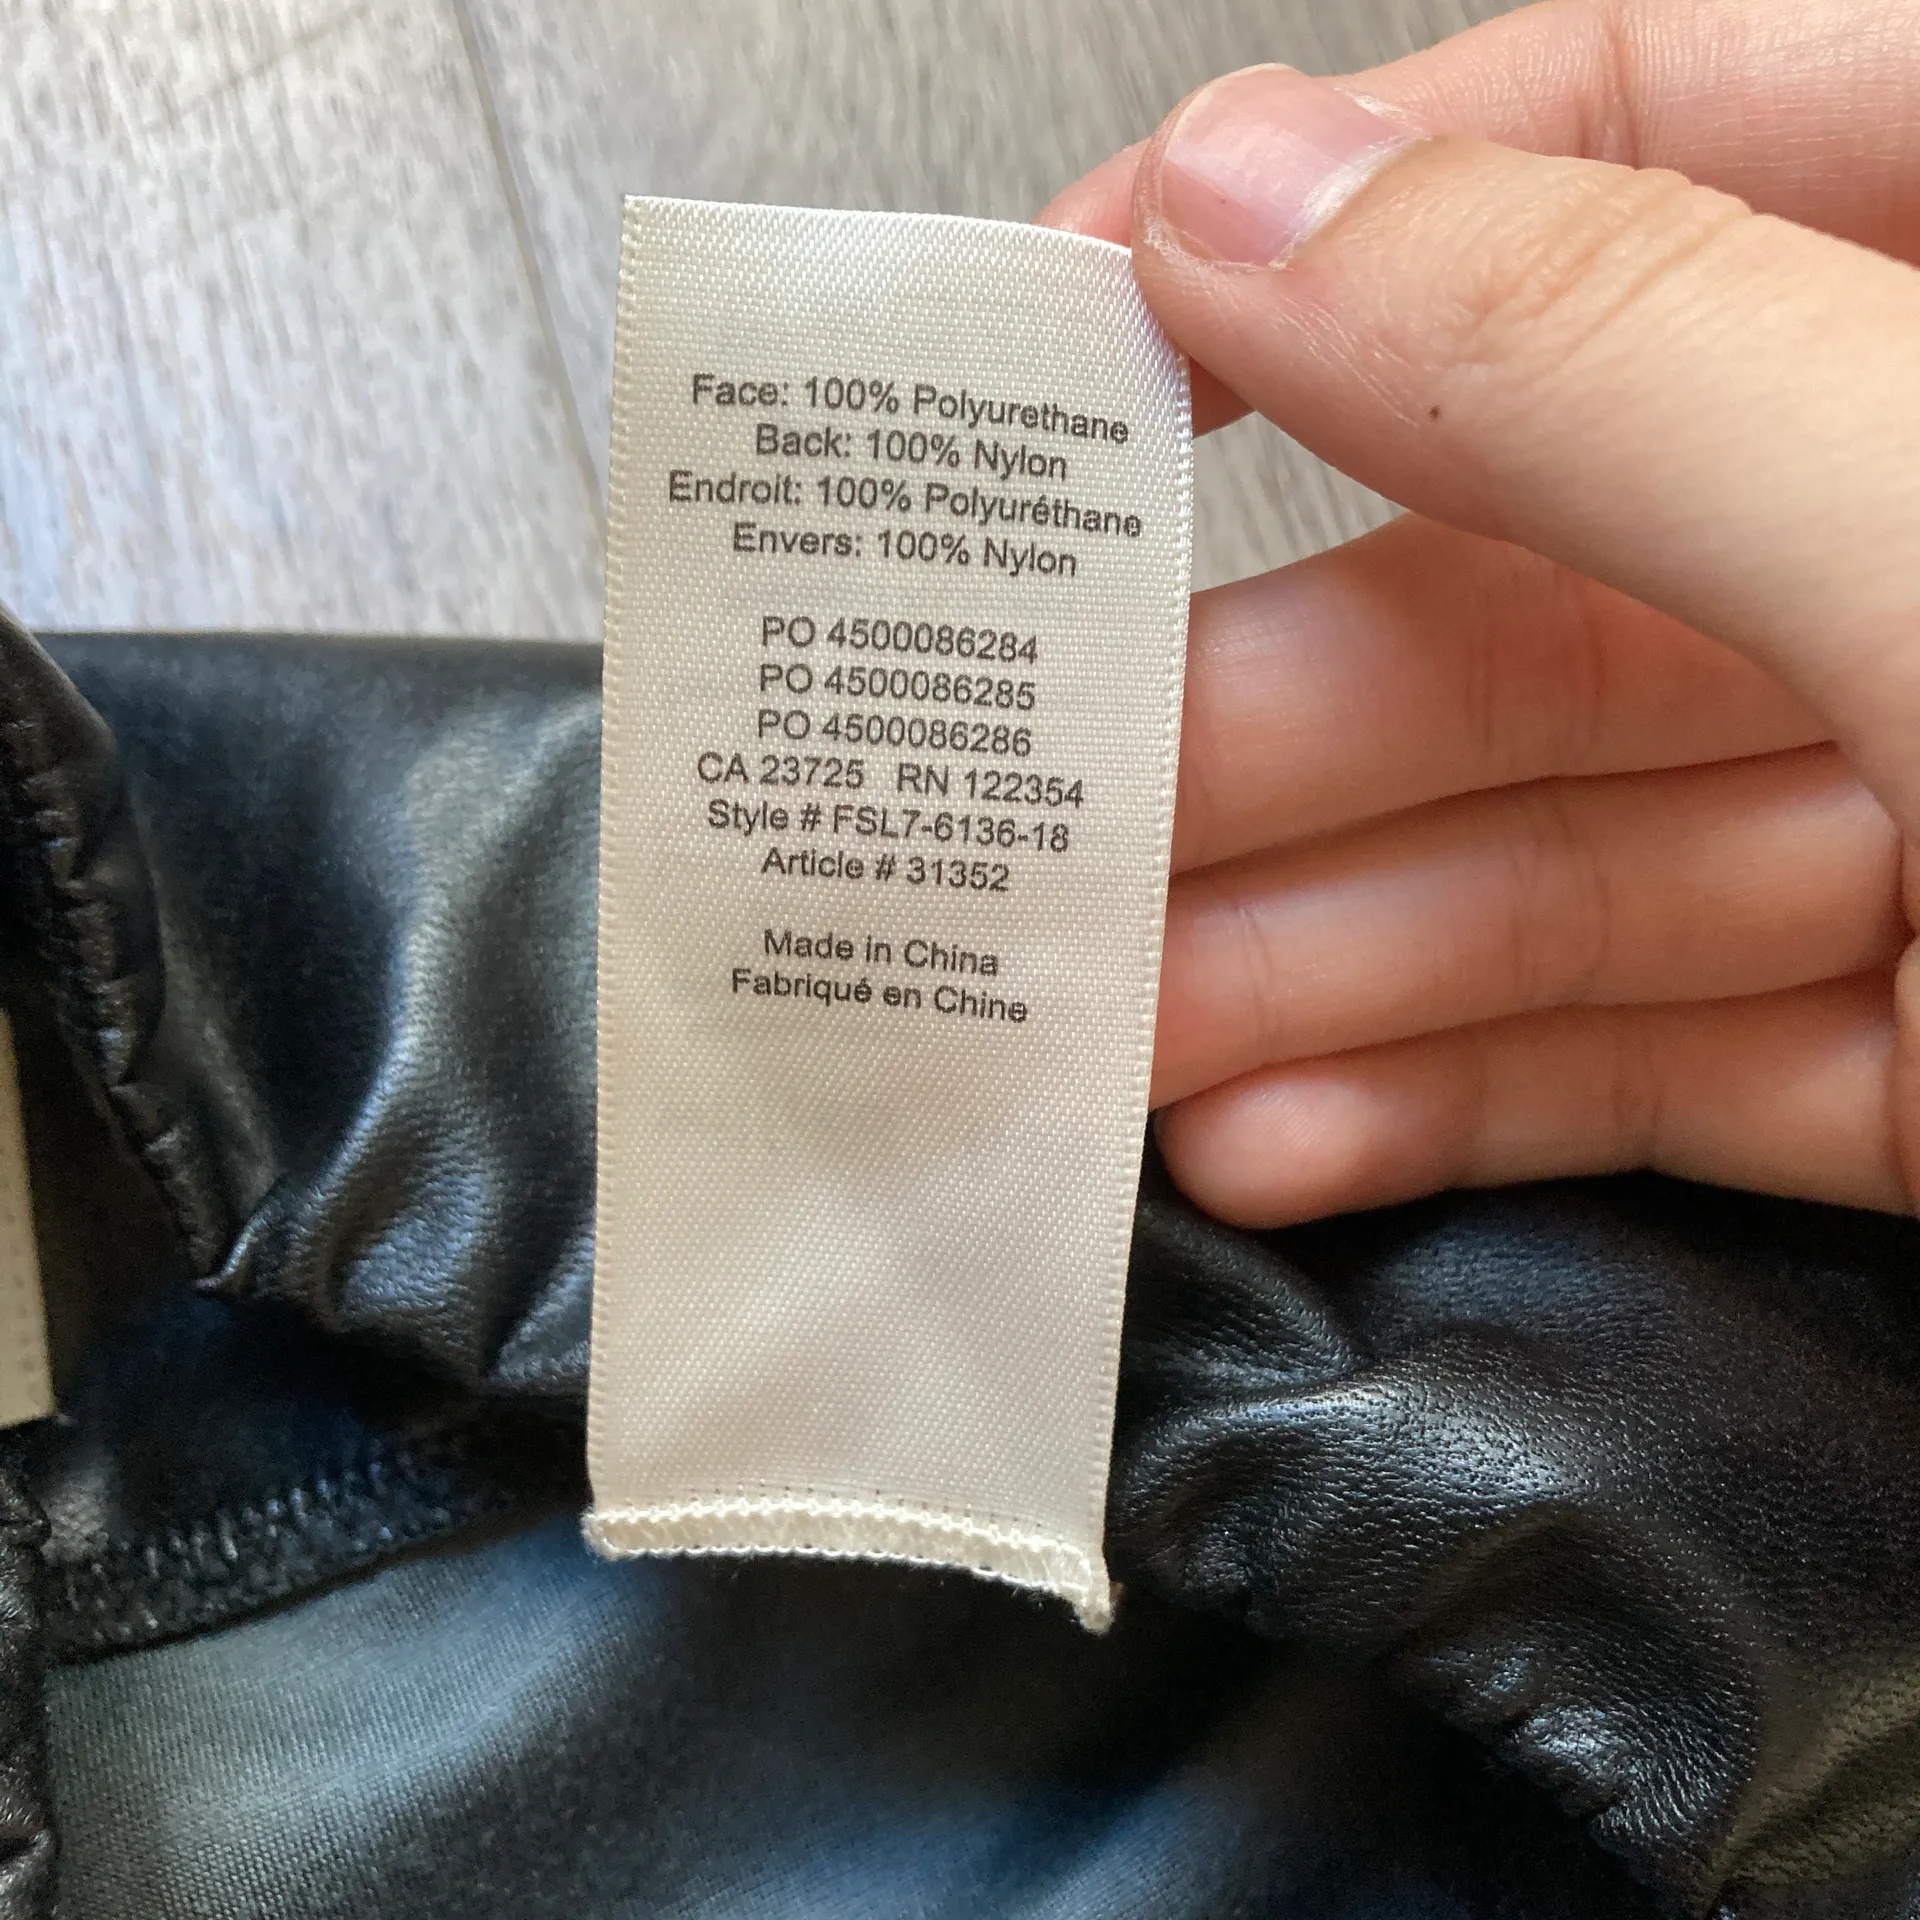 Face: 100% Polyurethane
Back: 100% Nylon
Endroit: 100% Polyuréthane
Envers: 100% Nylon
PO 4500086284
PO 4500086285
PO 4500086286
CA 23725 RN 122354
Style # FSL7-6136-18
Article # 31352
Made in China
Fabriqué en Chine